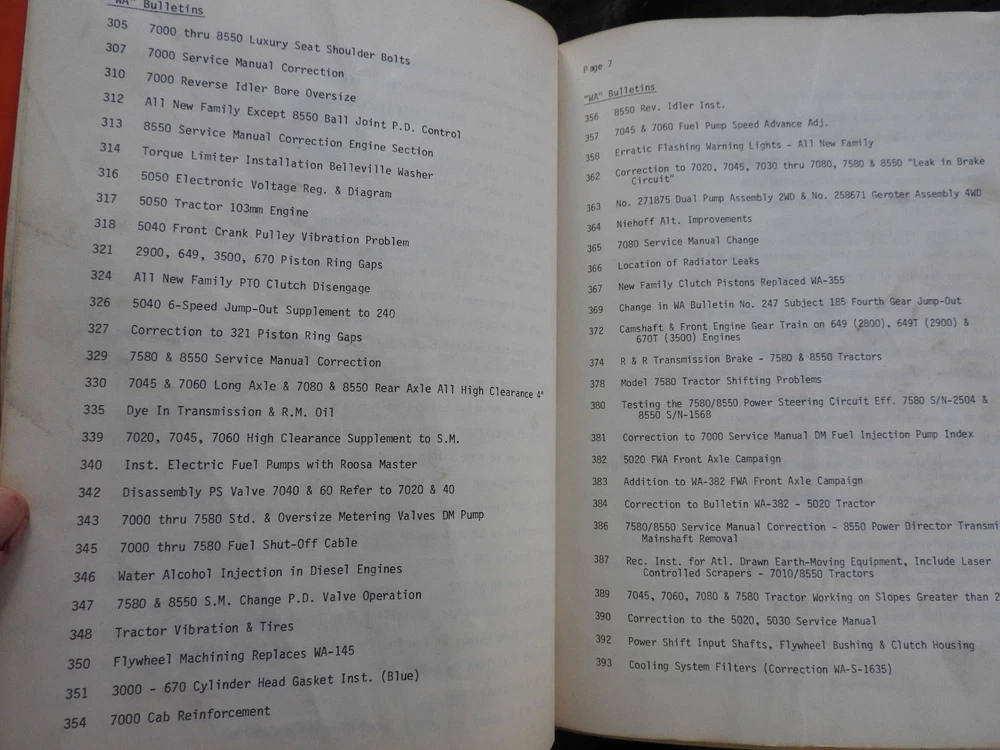 "WA" Bulletins
305 7000 thru 8550 Luxury Seat Shoulder Bolts
307 7000 Service Manual Correction
310 7000 Reverse Idler Bore Oversize
312 All New Family Except 8550 Ball Joint P.D. Control
313 8550 Service Manual Correction Engine Section
314 Torque Limiter Installation Belleville Washer
316 5050 Electronic Voltage Reg. & Diagram
317 5050 Tractor 103mm Engine
318 5040 Front Crank Pulley Vibration Problem
321 2900, 649, 3500, 670 Piston Ring Gaps
324 All New Family PTO Clutch Disengage
326 5040 6-Speed Jump-Out Supplement to 240
327 Correction to 321 Piston Ring Gaps
329 7580 & 8550 Service Manual Correction
330 7045 & 7060 Long Axle & 7080 & 8550 Rear Axle All High Clearance 4"
335 Dye In Transmission & R.M. Oil
339 7020, 7045, 7060 High Clearance Supplement to S.M.
340 Inst. Electric Fuel Pumps with Roosa Master
342 Disassembly PS Valve 7040 & 60 Refer to 7020 & 40
343 7000 thru 7580 Std. & Oversize Metering Valves DM Pump
345 7000 thru 7580 Fuel Shut-Off Cable
346 Water Alcohol Injection in Diesel Engines
347 7580 & 8550 S.M. Change P.D. Valve Operation
348 Tractor Vibration & Tires
350 Flywheel Machining Replaces WA-145
351 3000 - 670 Cylinder Head Gasket Inst. (Blue)
354 7000 Cab Reinforcement
Page 7
"WA" Bulletins
356 8550 Rev. Idler Inst.
357 7045 & 7060 Fuel Pump Speed Advance Adj.
358 Erratic Flashing Warning Lights - All New Family
362 Correction to 7020, 7045, 7030 thru 7080, 7580 & 8550 "Leak in Brake
Circuit"
363 No. 271875 Dual Pump Assembly 2WD & No. 258671 Geroter Assembly 4WD
364 Niehoff Alt. Improvements
365 7080 Service Manual Change
366 Location of Radiator Leaks
367 New Family Clutch Pistons Replaced WA-355
369 Change in WA Bulletin No. 247 Subject 185 Fourth Gear Jump-Out
372 Camshaft & Front Engine Gear Train on 649 (2800), 649T (2900) &
670T (3500) Engines
374 R & R Transmission Brake - 7580 & 8550 Tractors
378 Model 7580 Tractor Shifting Problems
380 Testing the 7580/8550 Power Steering Circuit Eff. 7580 S/N-2504 &
8550 S/N-1568
381 Correction to 7000 Service Manual DM Fuel Injection Pump Index
382 5020 FWA Front Axle Campaign
383 Addition to WA-382 FWA Front Axle Campaign
384 Correction to Bulletin WA-382 - 5020 Tractor
386 7580/8550 Service Manual Correction - 8550 Power Director Transmi
Mainshaft Removal
387 Rec. Inst. for Atl. Drawn Earth-Moving Equipment, Include Laser
Controlled Scrapers - 7010/8550 Tractors
389 7045, 7060, 7080 & 7580 Tractor Working on Slopes Greater than 2
390 Correction to the 5020, 5030 Service Manual
392 Power Shift Input Shafts, Flywheel Bushing & Clutch Housing
393 Cooling System Filters (Correction WA-S-1635)